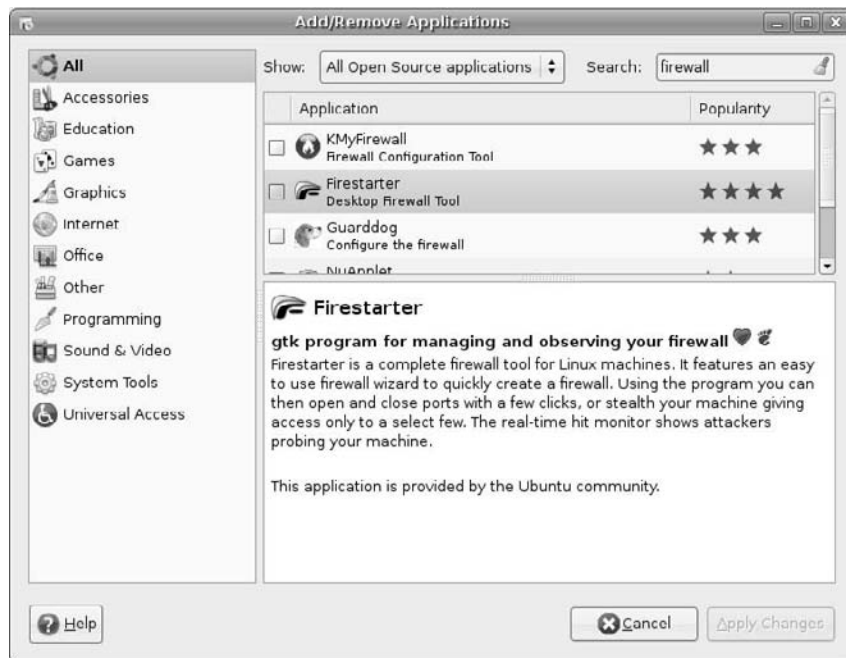 Add/Remove Applications
All
Accessories
Education
Games
Graphics
Internet
Office
Other
Programming
Sound & Video
System Tools
Universal Access
Show: All Open Source applications Search: firewall
Application Popularity
KMyFirewall
Firewall Configuration Tool
Firestarter
Desktop Firewall Tool
Guarddog
Configure the firewall
NuApplet
Firestarter
gtk program for managing and observing your firewall
Firestarter is a complete firewall tool for Linux machines. It features an easy
to use firewall wizard to quickly create a firewall. Using the program you can
then open and close ports with a few clicks, or stealth your machine giving
access only to a select few. The real-time hit monitor shows attackers
probing your machine.
This application is provided by the Ubuntu community.
Help
Cancel
Apply Changes